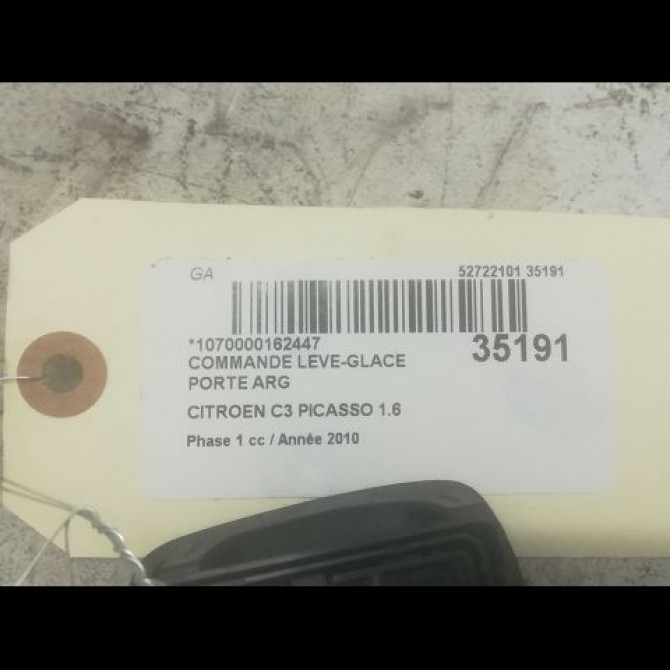 GA 52722101 35191
*1070000162447
35191
COMMANDE LEVE-GLACE
PORTE ARG
CITROEN C3 PICASSO 1.6
Phase 1 cc / Année 2010